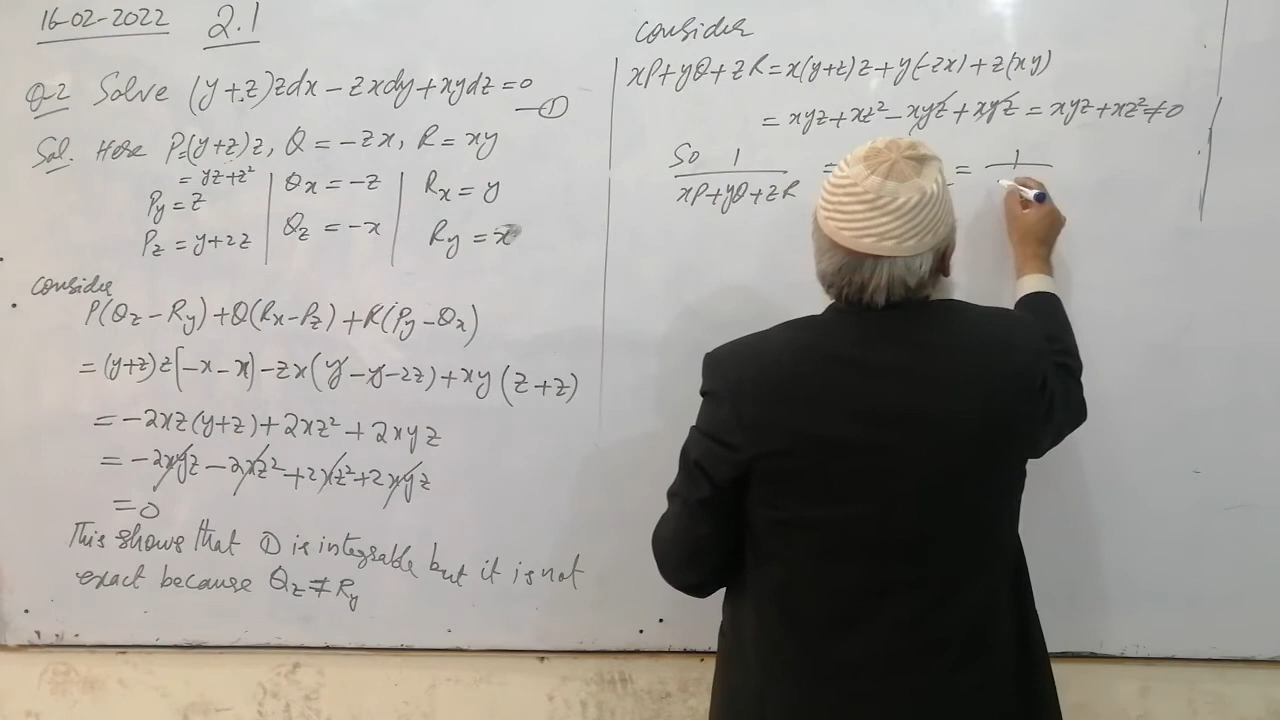 16-02-2022 2.1
Q.2 Solve (y+z)zdx - zxdy + xydz = 0 —①
Sol. Here P=(y+z)z, Q = -zx, R = xy
= yz+z²
Py = z
Pz = y+2z
Qx = -z
Qz = -x
Rx = y
Ry = x
consider
P(Qz - Ry) + Q(Rx - Pz) + R(Py - Qx)
= (y+z)z[-x-x] - zx(y-y-2z) + xy(z+z)
= -2xz(y+z) + 2xz² + 2xyz
= -2xyz - 2xz² + 2xz² + 2xyz
= 0
This shows that ① is integrable but it is not
exact because Qz ≠ Ry
consider
xP+yQ+zR = x(y+z)z + y(-zx) + z(xy)
= xyz + xz² - xyz + xyz = xyz + xz² ≠ 0
So 1/(xP+yQ+zR) = = 1/